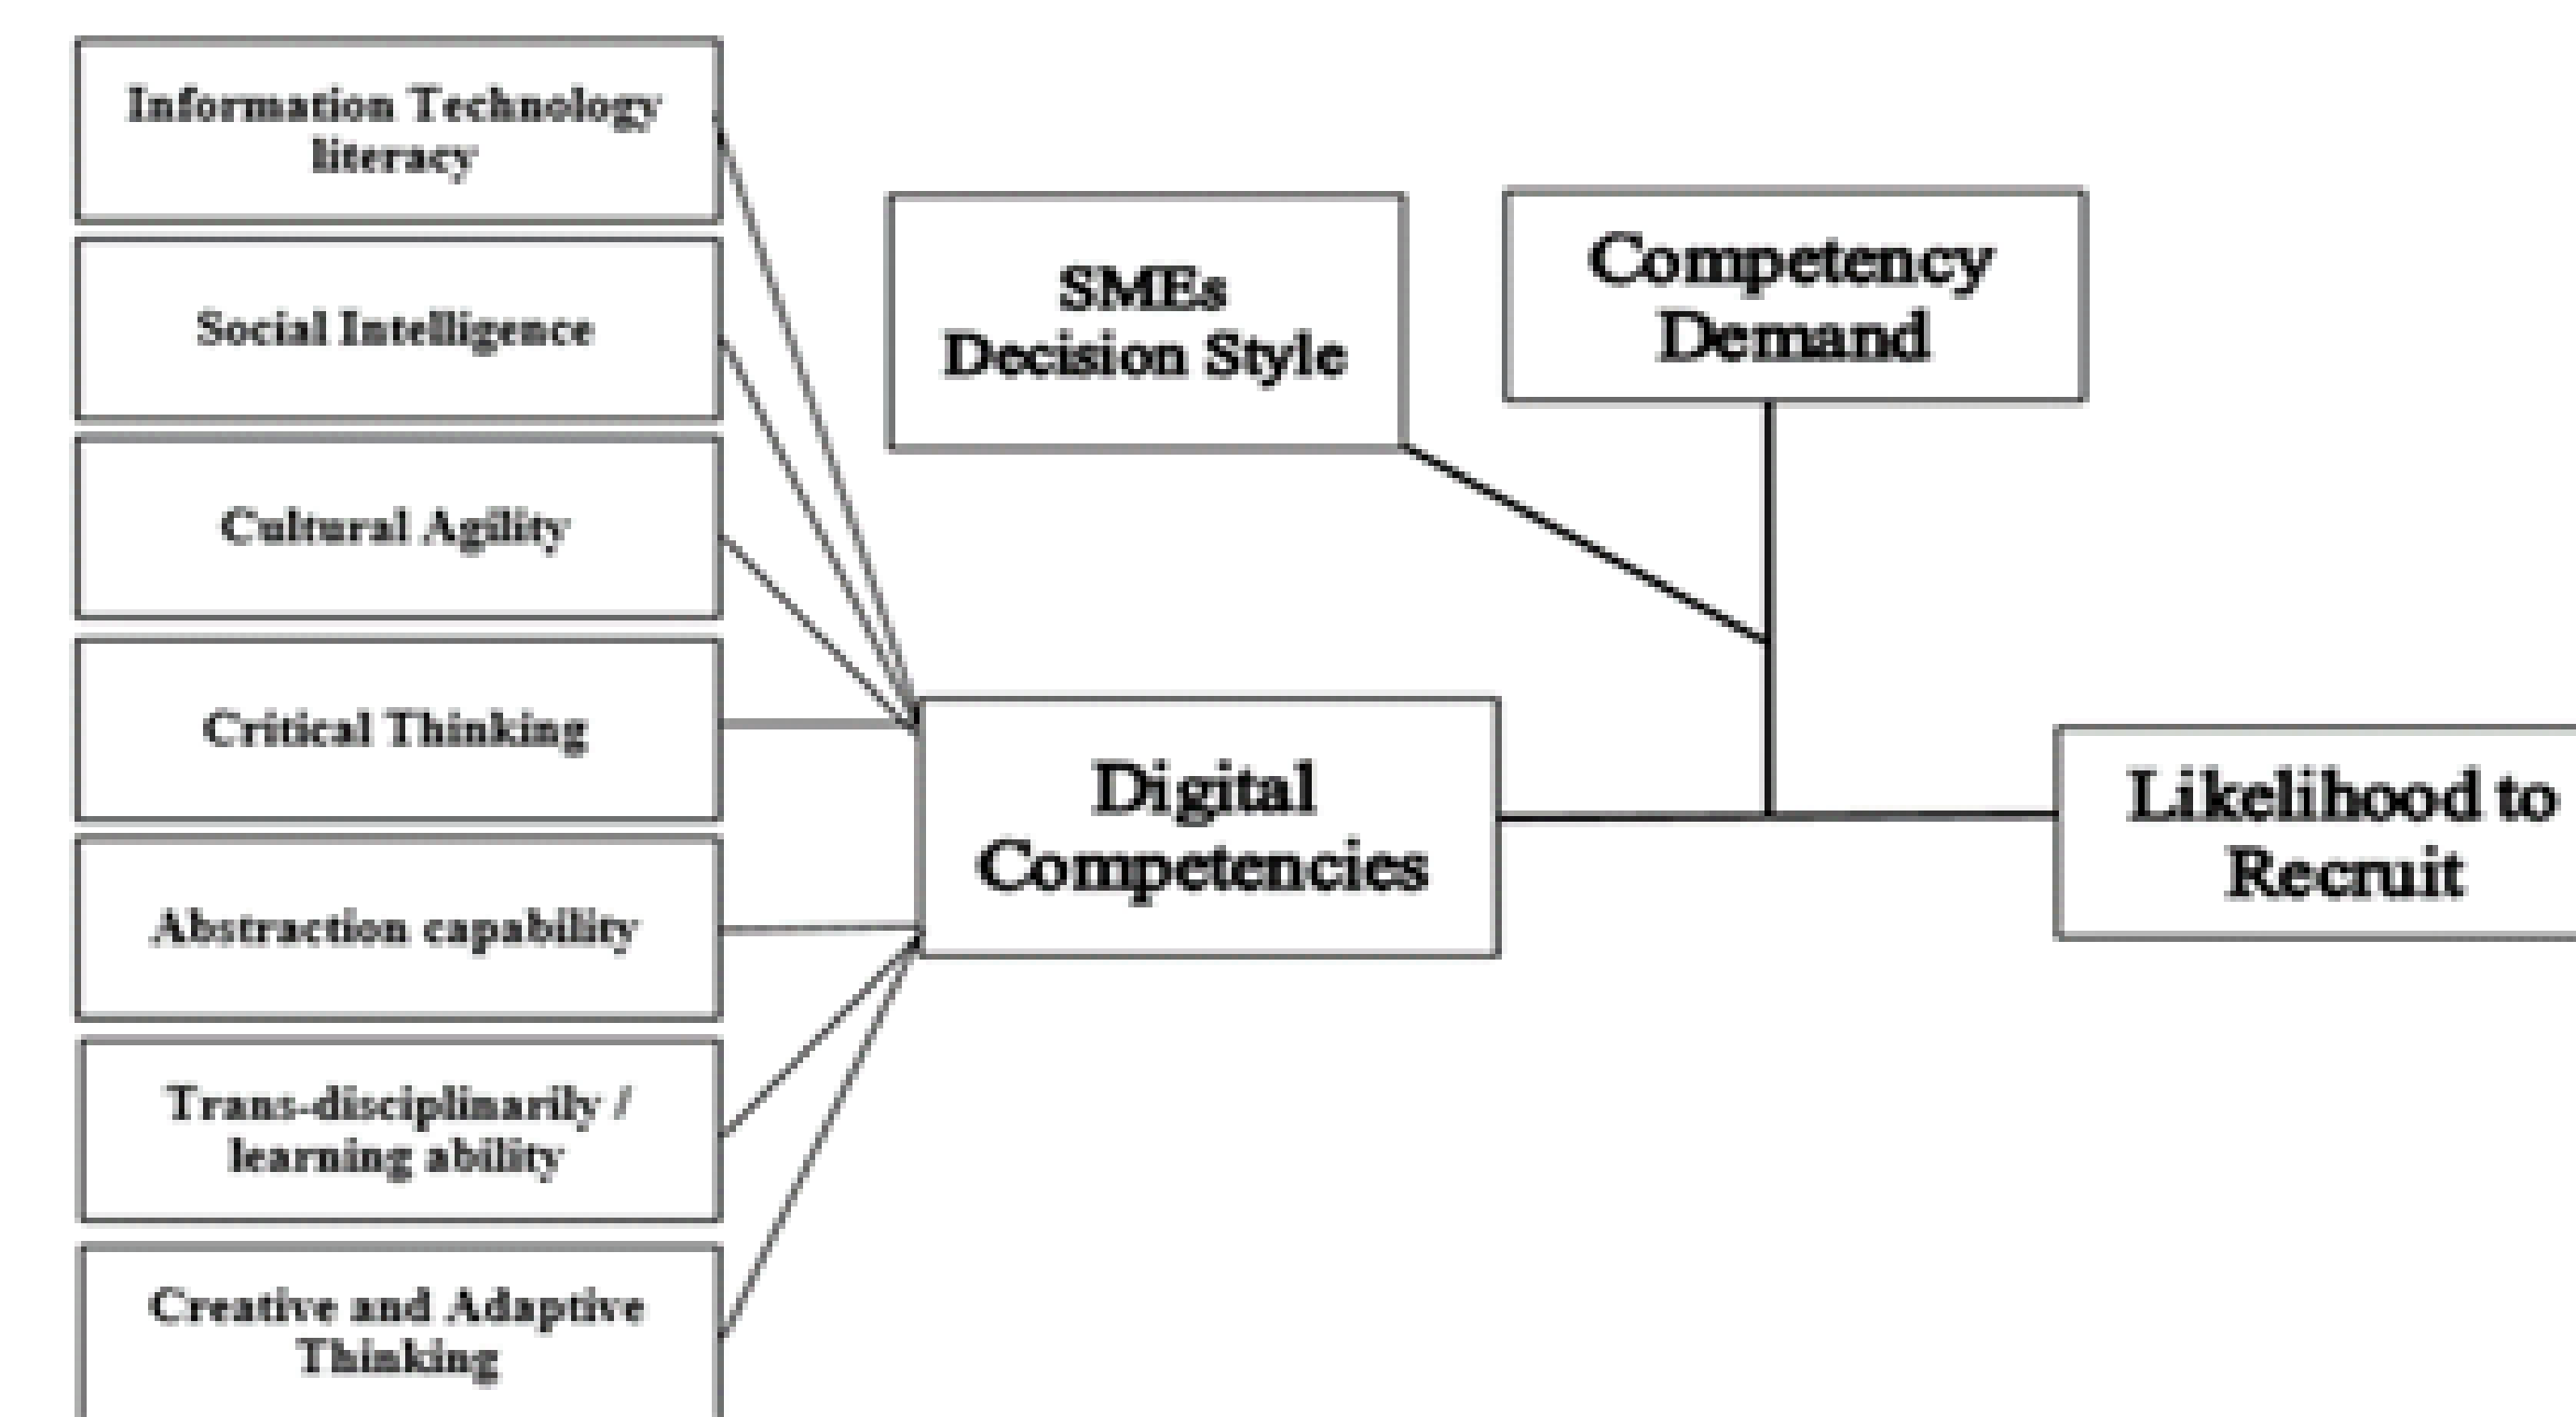 Information Technology
literacy
Social Intelligence
Cultural Agility
Critical Thinking
Abstraction capability
Trans-disciplinarily /
learning ability
Creative and Adaptive
Thinking
SMEs
Decision Style
Competency
Demand
Digital
Competencies
Likelihood to
Recruit